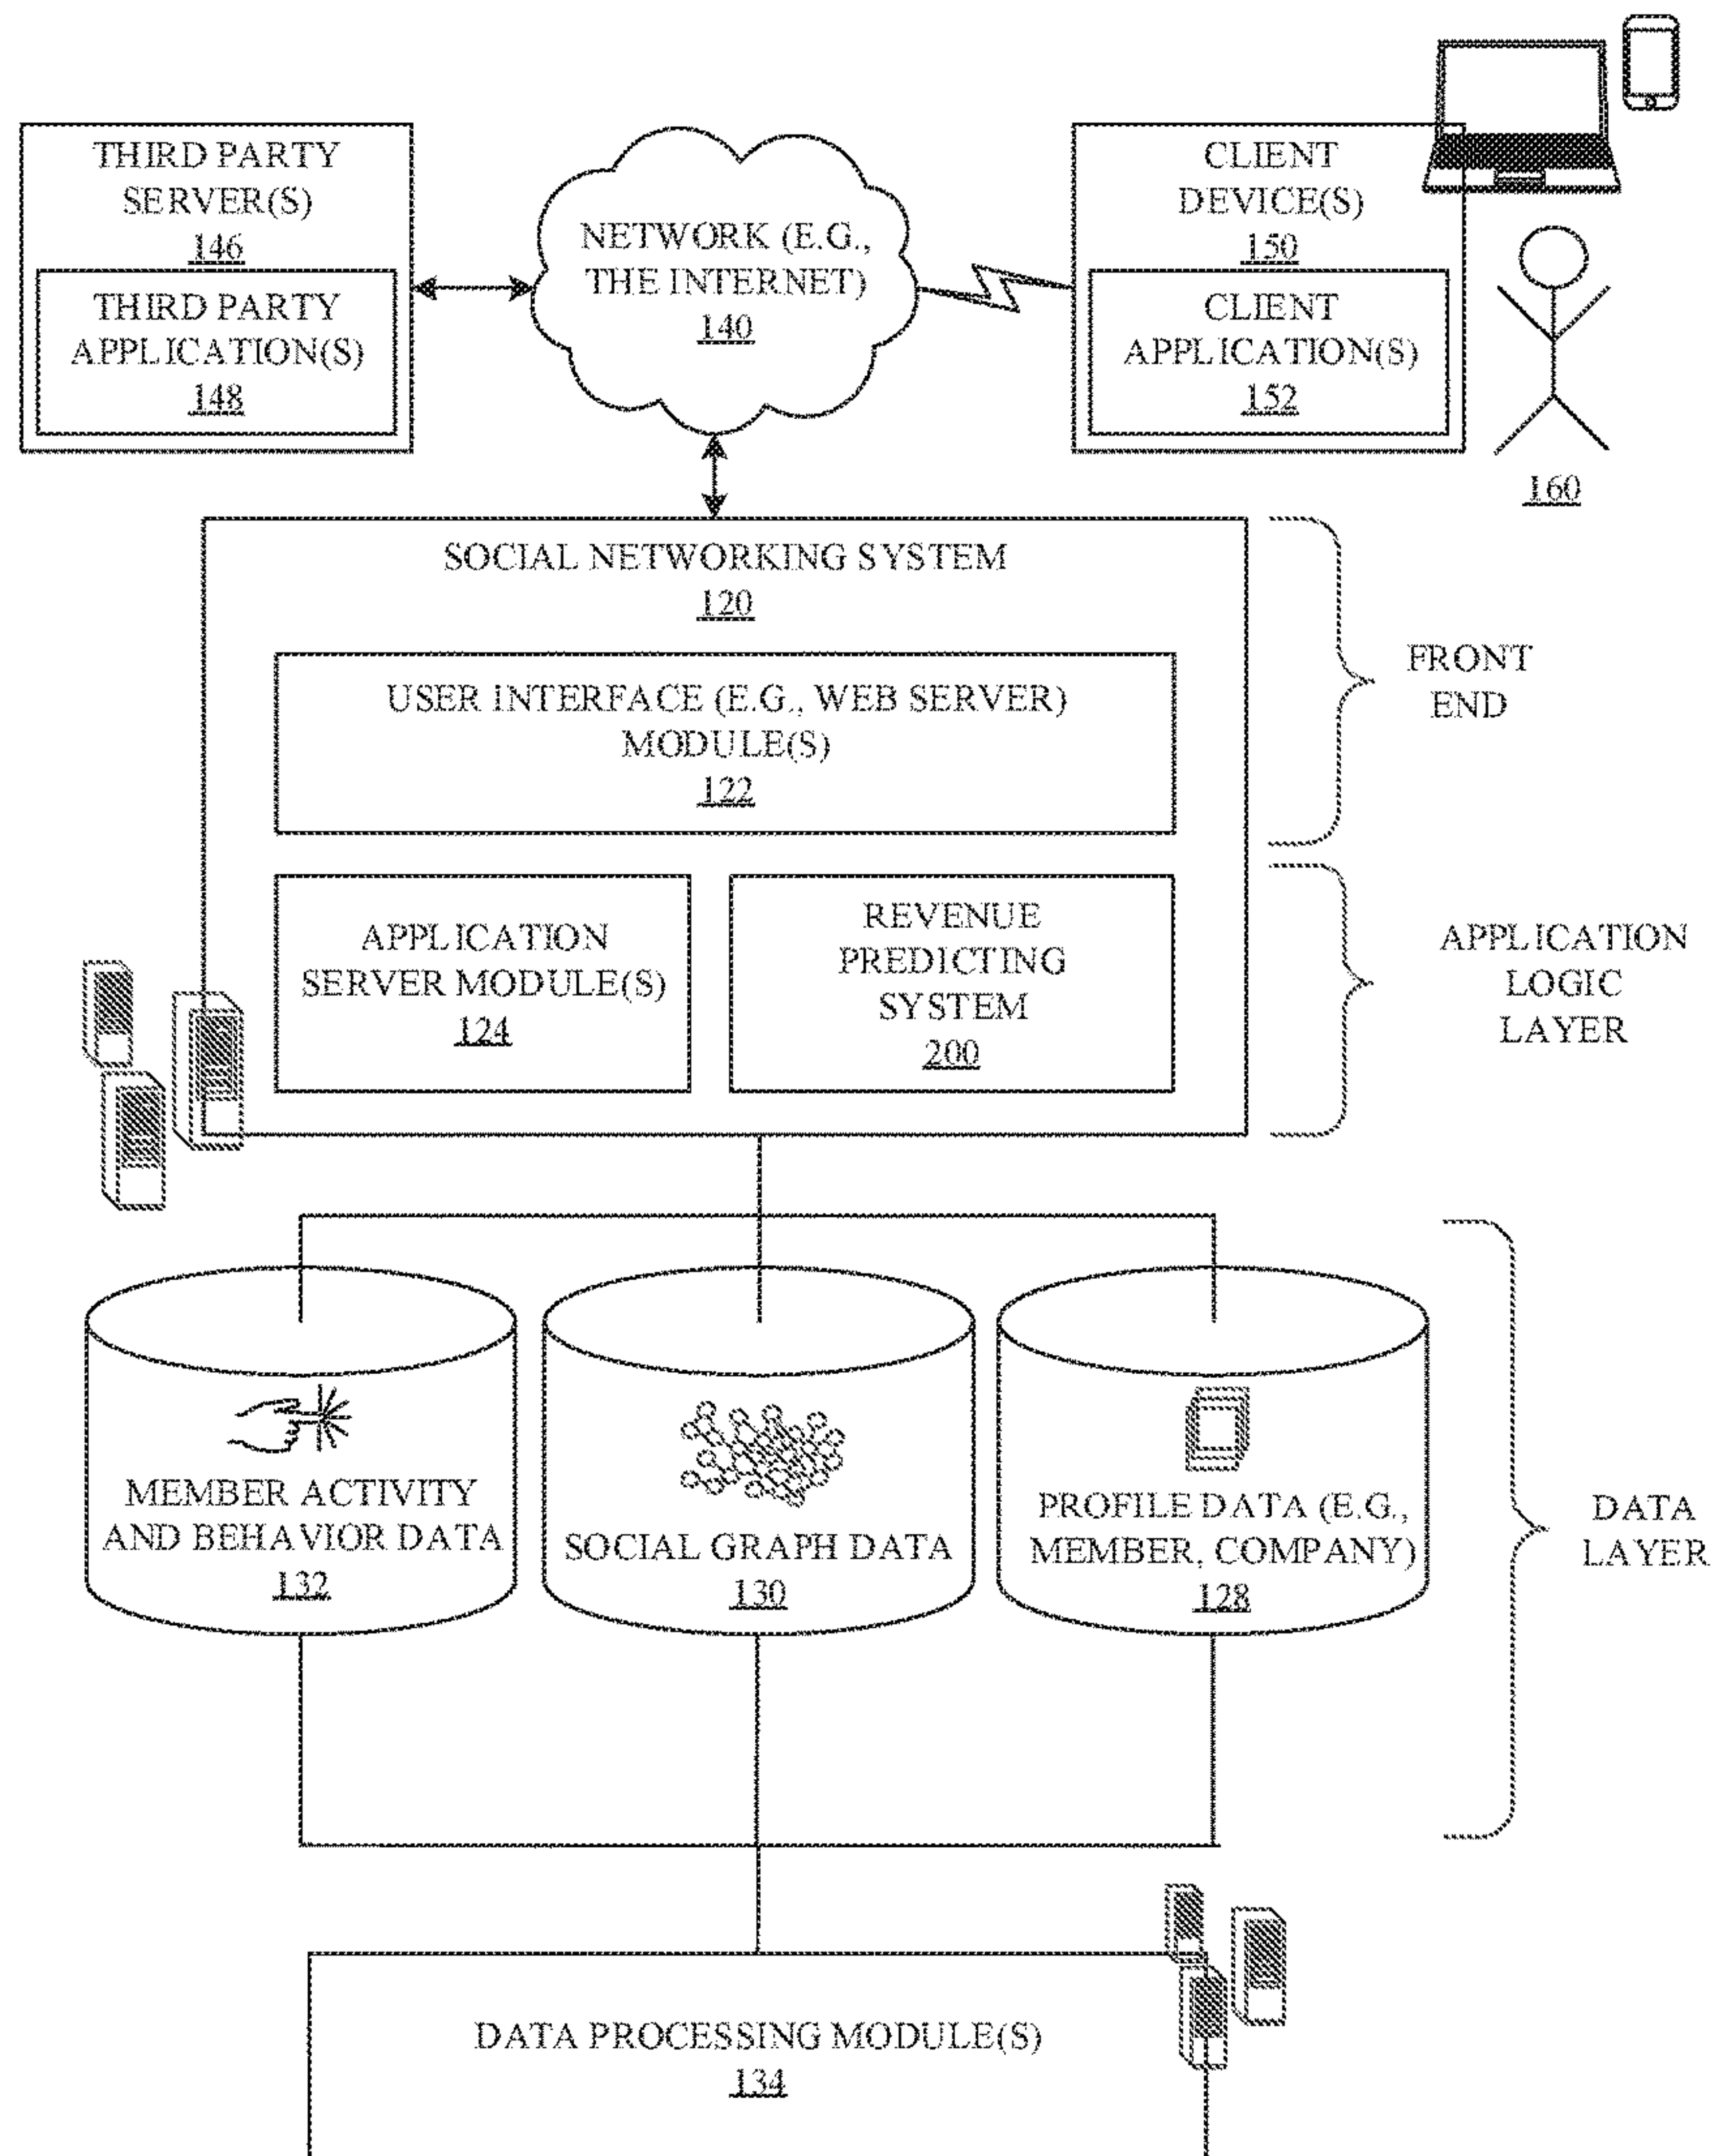 THIRD PARTY
SERVER(S)
146
THIRD PARTY
APPLICATION(S)
148
NETWORK (E.G.,
THE INTERNET)
140
CLIENT
DEVICE(S)
150
CLIENT
APPLICATION(S)
152
160
SOCIAL NETWORKING SYSTEM
120
USER INTERFACE (E.G., WEB SERVER)
MODULE(S)
122
FRONT
END
APPLICATION
SERVER MODULE(S)
124
REVENUE
PREDICTING
SYSTEM
200
APPLICATION
LOGIC
LAYER
MEMBER ACTIVITY
AND BEHAVIOR DATA
132
SOCIAL GRAPH DATA
130
PROFILE DATA (E.G.,
MEMBER, COMPANY)
128
DATA
LAYER
DATA PROCESSING MODULE(S)
134